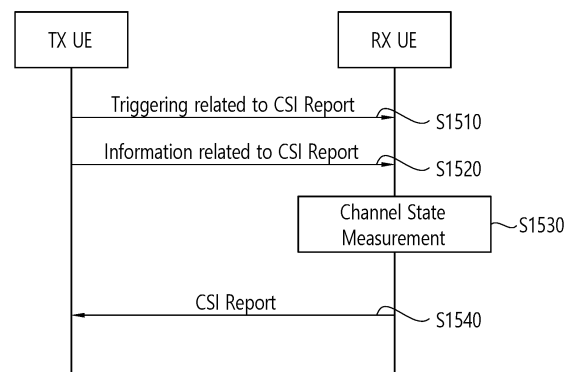 TX UE
RX UE
Triggering related to CSI Report
S1510
Information related to CSI Report
S1520
Channel State
Measurement
S1530
CSI Report
S1540